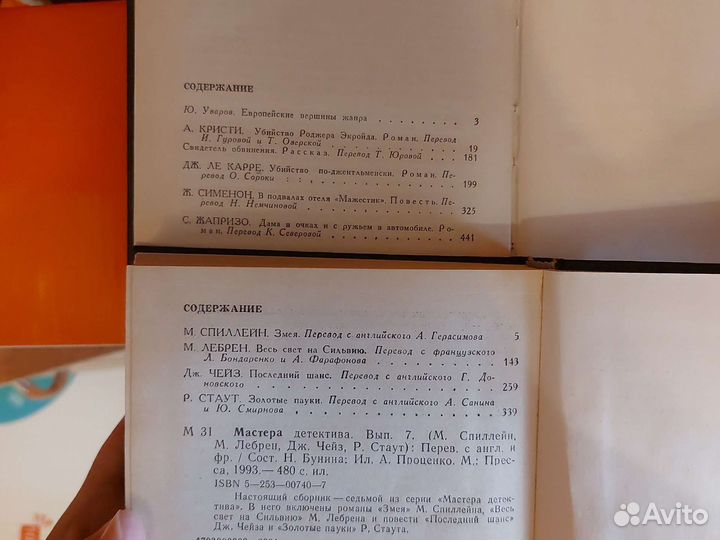 СОДЕРЖАНИЕ
Ю. Уваров. Европейские вершины жанра . . . . . . . 3
А. КРИСТИ. Убийство Роджера Экройда. Роман. Перевод
И. Гуровой и Т. Озерской . . . . . . . . . . 19
Свидетель обвинения. Рассказ. Перевод Т. Юровой . . . . 181
ДЖ. ЛЕ КАРРЕ. Убийство по-джентльменски. Роман. Пе-
ревод О. Сороки . . . . . . . . . . . . 199
Ж. СИМЕНОН. В подвалах отеля «Мажестик». Повесть. Пе-
ревод Н. Немчиновой . . . . . . . . . . 325
С. ЖАПРИЗО. Дама в очках и с ружьем в автомобиле. Ро-
ман. Перевод К. Северовой . . . . . . . . . 441
СОДЕРЖАНИЕ
М. СПИЛЛЕЙН. Змея. Перевод с английского А. Герасимова 5
М. ЛЕБРЕН. Весь свет на Сильвию. Перевод с французского
Л. Бондаренко и А. Фарафонова . . . . . . . 143
Дж. ЧЕЙЗ. Последний шанс. Перевод с английского Г. До-
новского . . . . . . . . . . . . . . 259
Р. СТАУТ. Золотые пауки. Перевод с английского А. Санина
и Ю. Смирнова . . . . . . . . . . . . 339
М 31 Мастера детектива. Вып. 7. (М. Спиллейн,
М. Лебрен, Дж. Чейз, Р. Стаут): Перев. с англ. и
фр. / Сост. Н. Бунина: Ил. А. Проценко. М.; Прес-
са, 1993.— 480 с. ил.
ISBN 5—253—00740—7
Настоящий сборник — седьмой из серии «Мастера детек-
тива». В него включены романы «Змея» М. Спиллейна, «Весь
свет на Сильвию» М. Лебрена и повести «Последний шанс»
Дж. Чейза и «Золотые пауки» Р. Стаута.
Avito